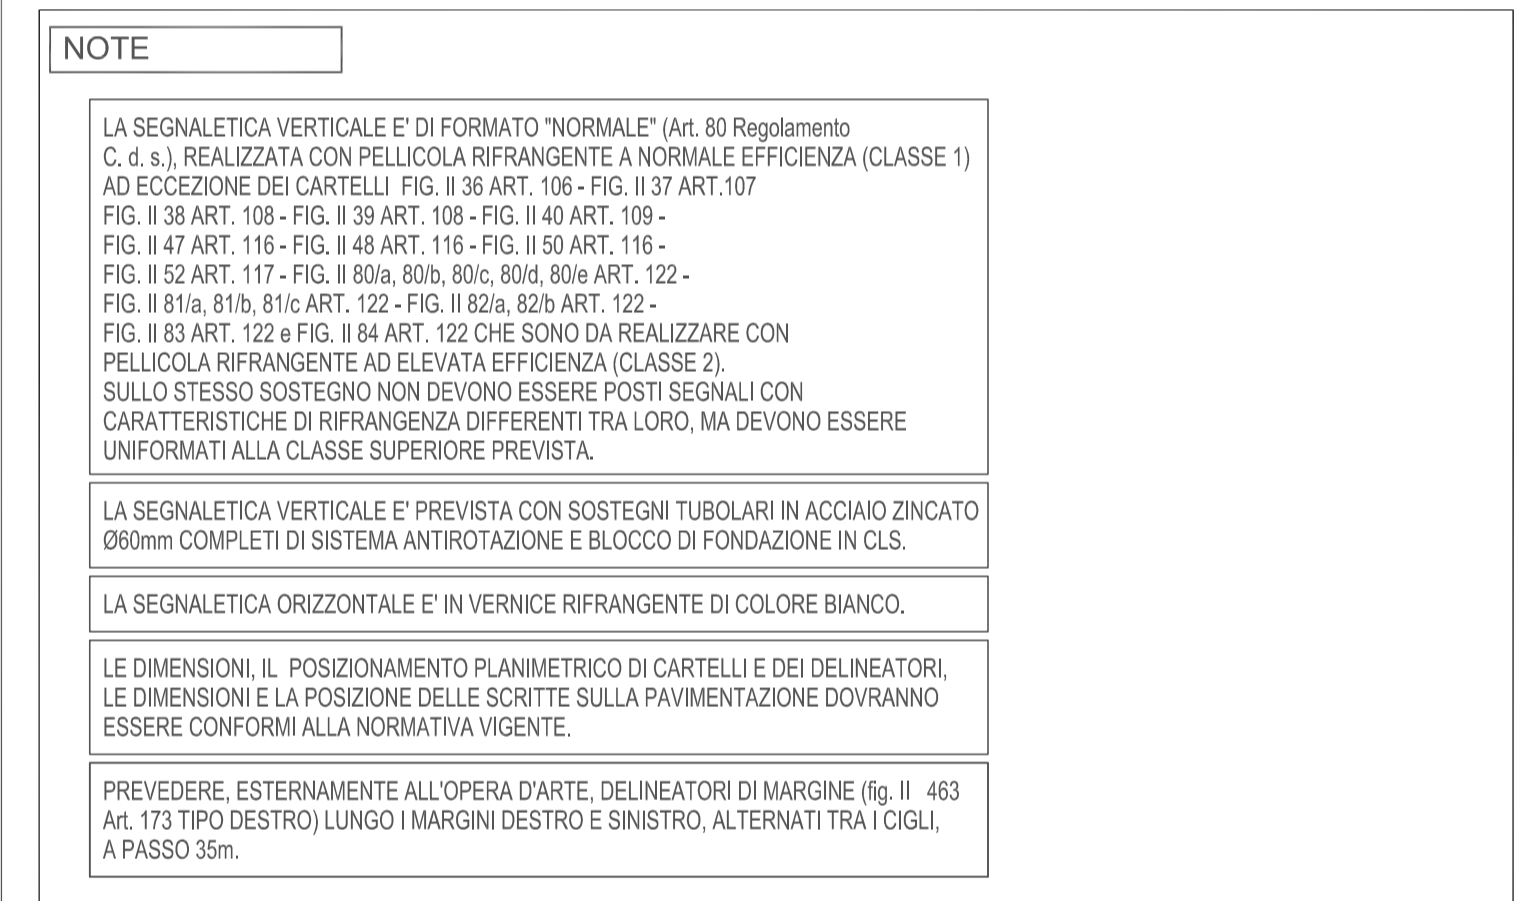 NOTE
LA SEGNALETICA VERTICALE E' DI FORMATO "NORMALE" (Art. 80 Regolamento
C. d. s.), REALIZZATA CON PELLICOLA RIFRANGENTE A NORMALE EFFICIENZA (CLASSE 1)
AD ECCEZIONE DEI CARTELLI FIG. II 36 ART. 106 - FIG. II 37 ART.107
FIG. II 38 ART. 108 - FIG. II 39 ART. 108 - FIG. II 40 ART. 109 -
FIG. II 47 ART. 116 - FIG. II 48 ART. 116 - FIG. II 50 ART. 116 -
FIG. II 52 ART. 117 - FIG. II 80/a, 80/b, 80/c, 80/d, 80/e ART. 122 -
FIG. II 81/a, 81/b, 81/c ART. 122 - FIG. II 82/a, 82/b ART. 122 -
FIG. II 83 ART. 122 e FIG. II 84 ART. 122 CHE SONO DA REALIZZARE CON
PELLICOLA RIFRANGENTE AD ELEVATA EFFICIENZA (CLASSE 2).
SULLO STESSO SOSTEGNO NON DEVONO ESSERE POSTI SEGNALI CON
CARATTERISTICHE DI RIFRANGENZA DIFFERENTI TRA LORO, MA DEVONO ESSERE
UNIFORMATI ALLA CLASSE SUPERIORE PREVISTA.
LA SEGNALETICA VERTICALE E' PREVISTA CON SOSTEGNI TUBOLARI IN ACCIAIO ZINCATO
Ø60mm COMPLETI DI SISTEMA ANTIROTAZIONE E BLOCCO DI FONDAZIONE IN CLS.
LA SEGNALETICA ORIZZONTALE E' IN VERNICE RIFRANGENTE DI COLORE BIANCO.
LE DIMENSIONI, IL POSIZIONAMENTO PLANIMETRICO DI CARTELLI E DEI DELINEATORI,
LE DIMENSIONI E LA POSIZIONE DELLE SCRITTE SULLA PAVIMENTAZIONE DOVRANNO
ESSERE CONFORMI ALLA NORMATIVA VIGENTE.
PREVEDERE, ESTERNAMENTE ALL'OPERA D'ARTE, DELINEATORI DI MARGINE (fig. II 463
Art. 173 TIPO DESTRO) LUNGO I MARGINI DESTRO E SINISTRO, ALTERNATI TRA I CIGLI,
A PASSO 35m.